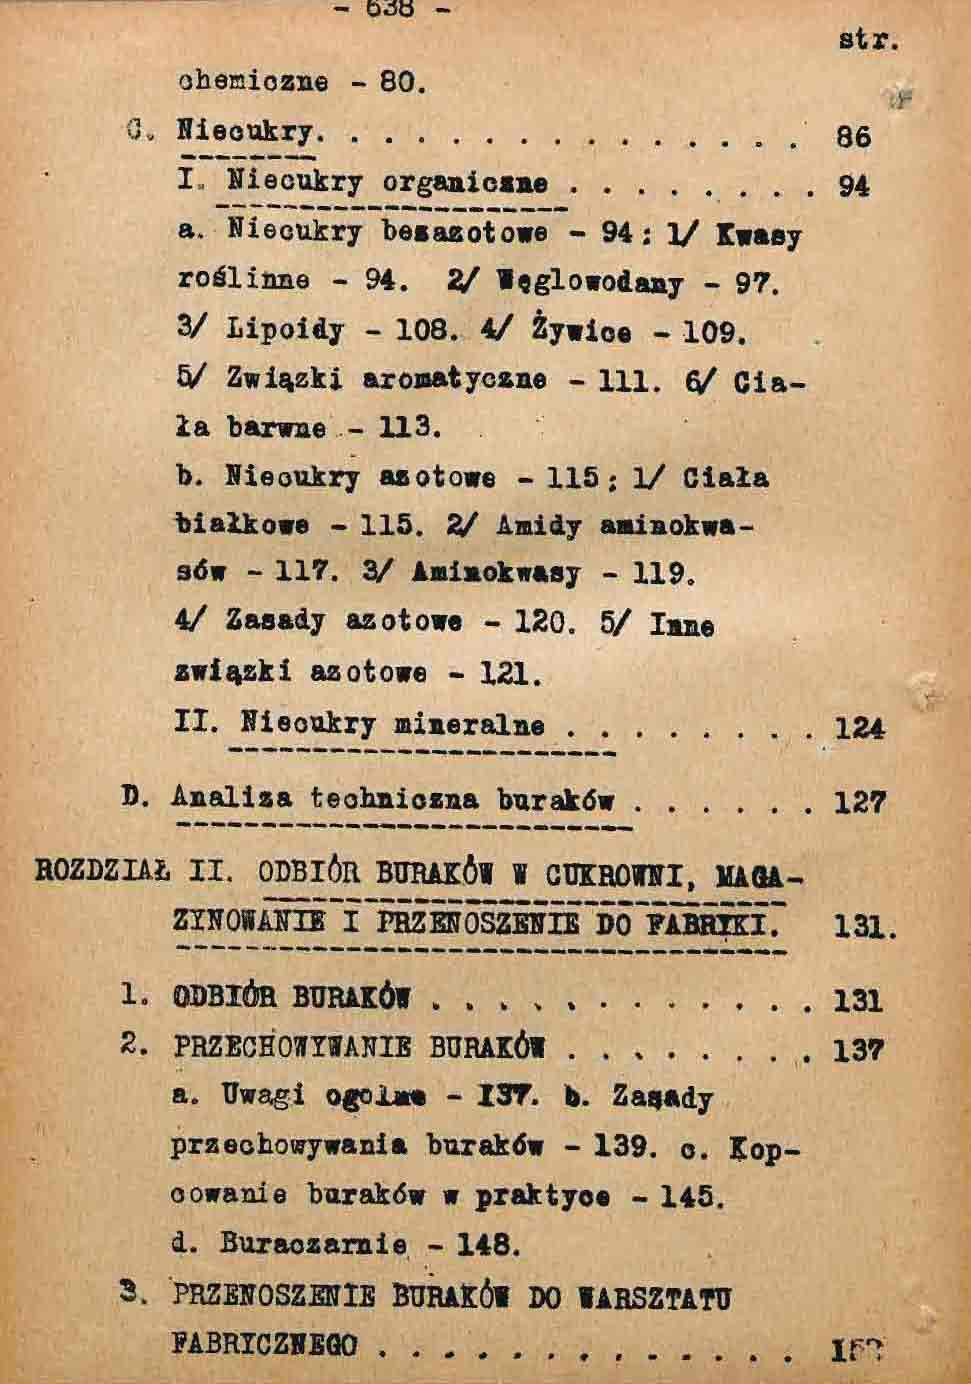 - 638 -
str.
chemiczne - 80.
C. Niecukry. . . . . . . . . . . . . . . 86
I. Niecukry organiczne . . . . . . . . 94
a. Niecukry bezazotowe - 94; 1/ Kwasy
roślinne - 94. 2/ Węglowodany - 97.
3/ Lipoidy - 108. 4/ Żywice - 109.
5/ Związki aromatyczne - 111. 6/ Cia-
ła barwne - 113.
b. Niecukry azotowe - 115; 1/ Ciała
białkowe - 115. 2/ Amidy aminokwa-
sów - 117. 3/ Aminokwasy - 119.
4/ Zasady azotowe - 120. 5/ Inne
związki azotowe - 121.
II. Niecukry mineralne . . . . . . . . 124
D. Analiza techniczna buraków . . . . . . 127
ROZDZIAŁ II. ODBIÓR BURAKÓW W CUKROWNI, MAGA-
ZYNOWANIE I PRZENOSZENIE DO FABRYKI. 131.
1. ODBIÓR BURAKÓW . . . . . . . . . . . . 131
2. PRZECHOWYWANIE BURAKÓW . . . . . . . . 137
a. Uwagi ogolne - 137. b. Zasady
przechowywania buraków - 139. c. Kop-
cowanie buraków w praktyce - 145.
d. Buraczarnie - 148.
3. PRZENOSZENIE BURAKÓW DO WARSZTATU
FABRYCZNEGO . . . . . . . . . . . . .